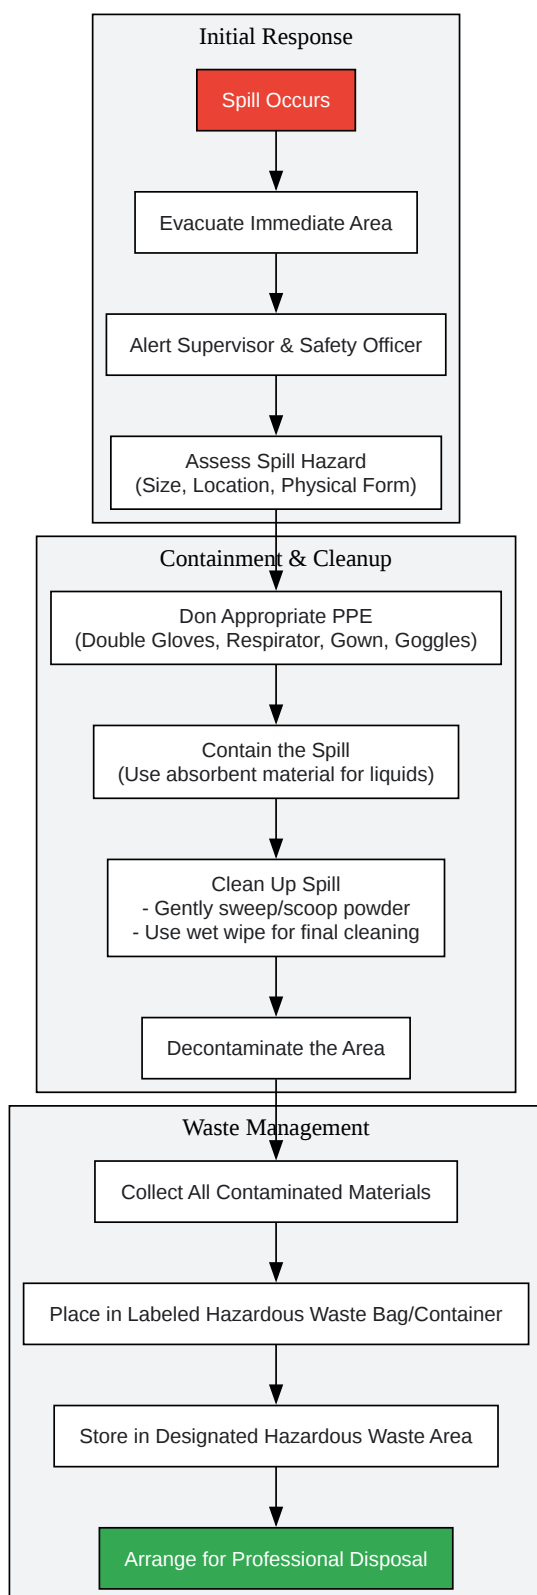 Initial Response
Spill Occurs
Evacuate Immediate Area
Alert Supervisor & Safety Officer
Assess Spill Hazard
(Size, Location, Physical Form)
Containment & Cleanup
Don Appropriate PPE
(Double Gloves, Respirator, Gown, Goggles)
Contain the Spill
(Use absorbent material for liquids)
Clean Up Spill
- Gently sweep/scoop powder
- Use wet wipe for final cleaning
Decontaminate the Area
Waste Management
Collect All Contaminated Materials
Place in Labeled Hazardous Waste Bag/Container
Store in Designated Hazardous Waste Area
Arrange for Professional Disposal